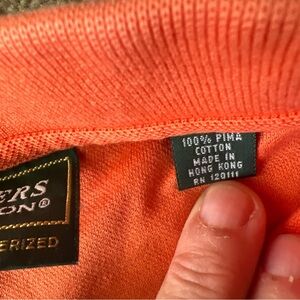 100% PIMA
COTTON
MADE IN
HONG KONG
RN 120111
ERS
ON®
ERIZED